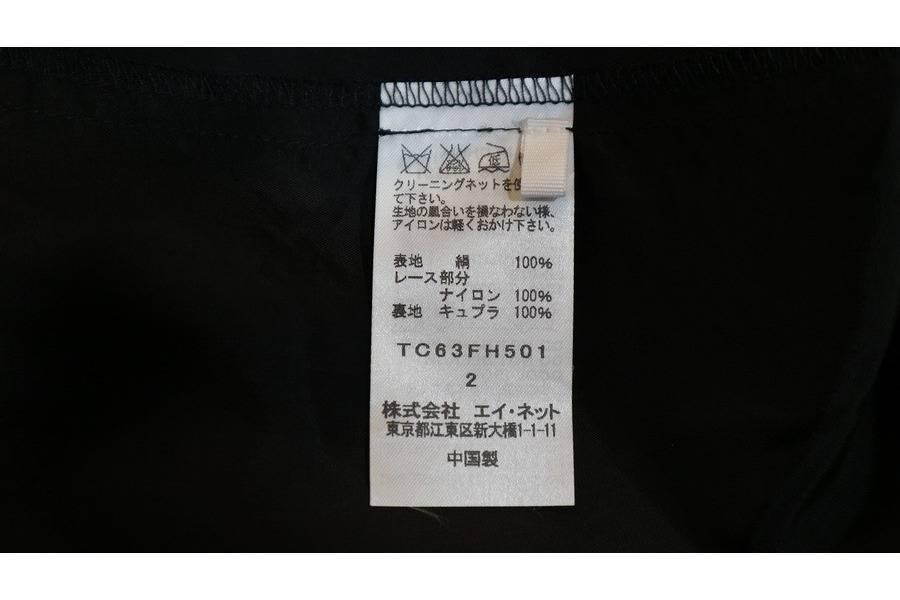 低
クリーニングネットを使
て下さい。
生地の風合いを損なわない様、
アイロンは軽くおかけ下さい。
表地 絹 100%
レース部分
ナイロン 100%
裏地 キュプラ 100%
TC63FH501
2
株式会社 エイ・ネット
東京都江東区新大橋1-1-11
中国製